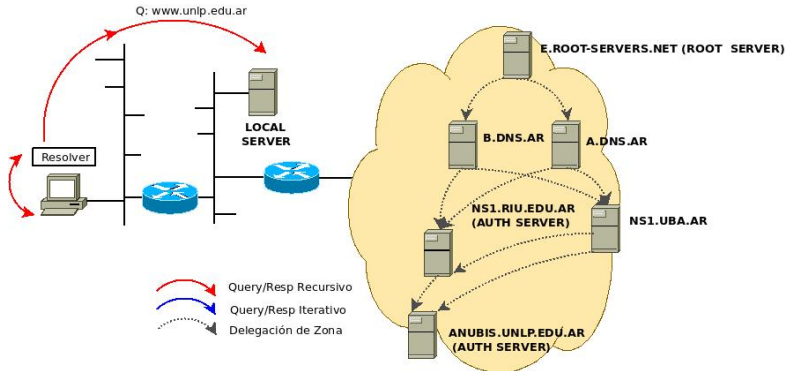 Q: www.unlp.edu.ar
E.ROOT-SERVERS.NET (ROOT SERVER)
LOCAL
SERVER
B.DNS.AR
A.DNS.AR
Resolver
NS1.RIU.EDU.AR
(AUTH SERVER)
NS1.UBA.AR
Query/Resp Recursivo
Query/Resp Iterativo
Delegación de Zona
ANUBIS.UNLP.EDU.AR
(AUTH SERVER)